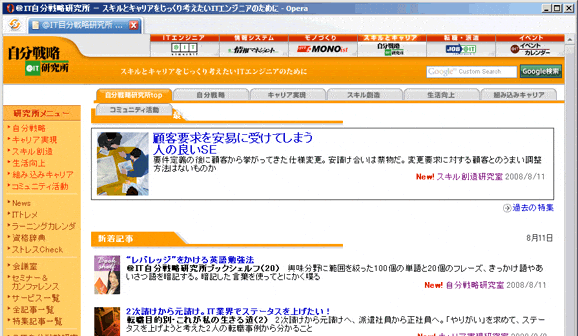 @IT自分戦略研究所 － スキルとキャリアをじっくり考えたいITエンジニアのために - Opera
@IT自分戦略研究所 - ...
ITエンジニア
情報システム
モノづくり
スキルとキャリア
転職・派遣
イベント
@IT
情報マネジメント
MONOist
自分戦略研究所
JOB@IT
イベントカレンダー
自分戦略
@IT 研究所
スキルとキャリアをじっくり考えたいITエンジニアのために
Google™ Custom Search
Google検索
自分戦略研究所top
自分戦略
キャリア実現
スキル創造
生活向上
組み込みキャリア
コミュニティ活動
研究所メニュー
自分戦略
キャリア実現
スキル創造
生活向上
組み込みキャリア
コミュニティ活動
News
ITトレメ
ラーニングカレンダ
資格辞典
ストレスCheck
会議室
セミナー＆
カンファレンス
サービス一覧
全記事一覧
特集記事一覧
顧客要求を安易に受けてしまう
人の良いSE
要件定義の後に顧客から挙がってきた仕様変更。安請け合いは禁物だ。変更要求に対する顧客とのうまい調整
方法はないものか
New! スキル創造研究室 2008/8/11
過去の特集
新着記事
8月11日
“レバレッジ”をかける英語勉強法
@IT自分戦略研究所ブックシェルフ(20) 興味分野に範囲を絞った100個の単語と20個のフレーズ、きっかけ語やあ
いさつ語を暗記する。暗記した言葉を使ってとにかく喋る
New! スキル創造研究室 2008/8/11
2次請けから元請け。IT業界でステータスを上げたい！
転職目的別-これが私の生きる道(2) 2次請けから元請けへ、派遣社員から正社員へ。「やりがい」を求めて、ステー
タスを上げようと考えた2人の転職事例から分かること